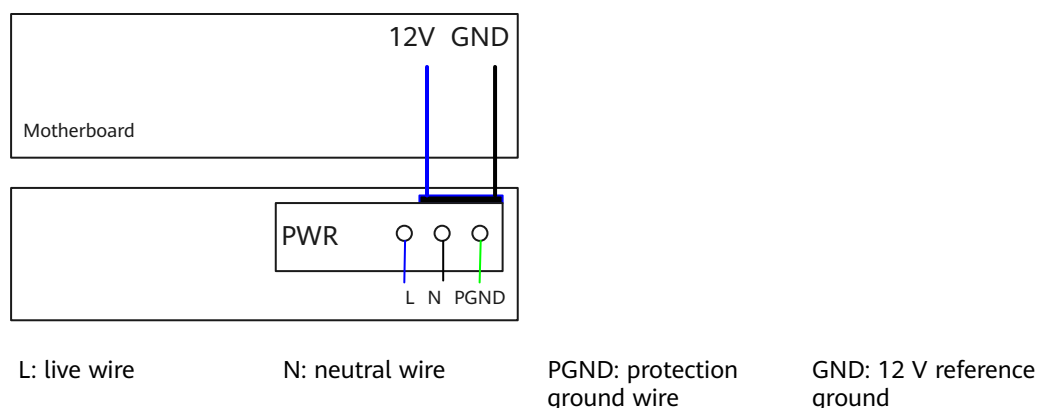 12V GND
Motherboard
PWR
L N PGND
L: live wire
N: neutral wire
PGND: protection
ground wire
GND: 12 V reference
ground